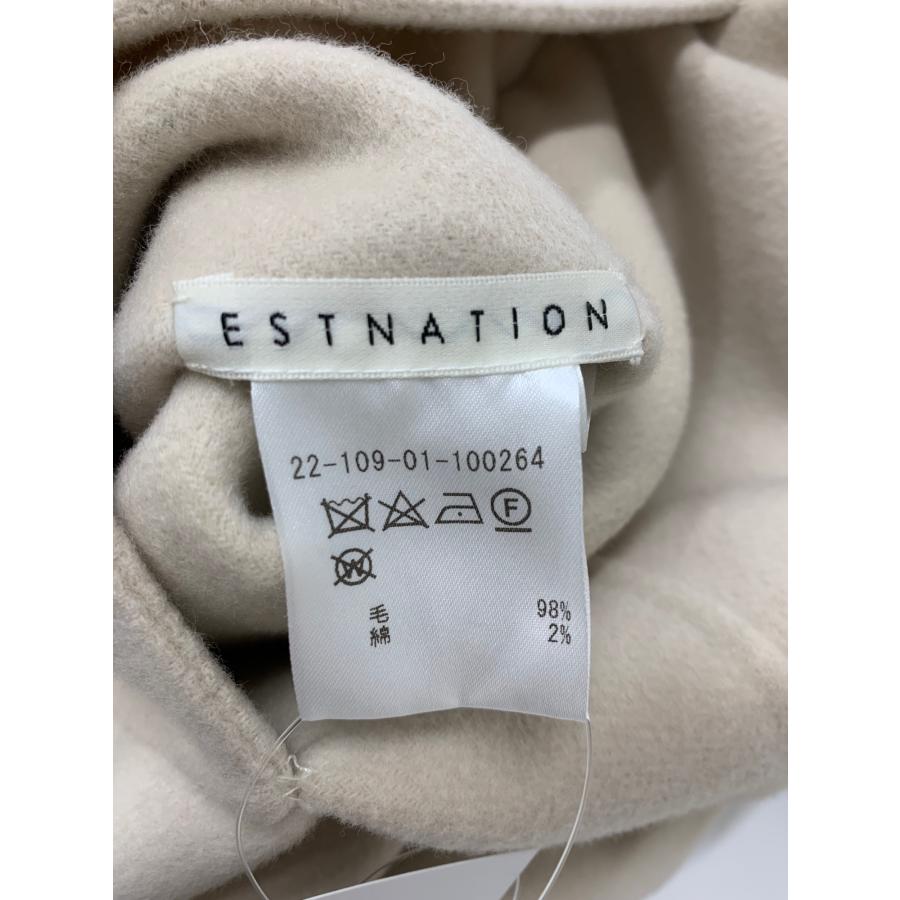 ESTNATION
22-109-01-100264
F
W
毛 98%
綿 2%